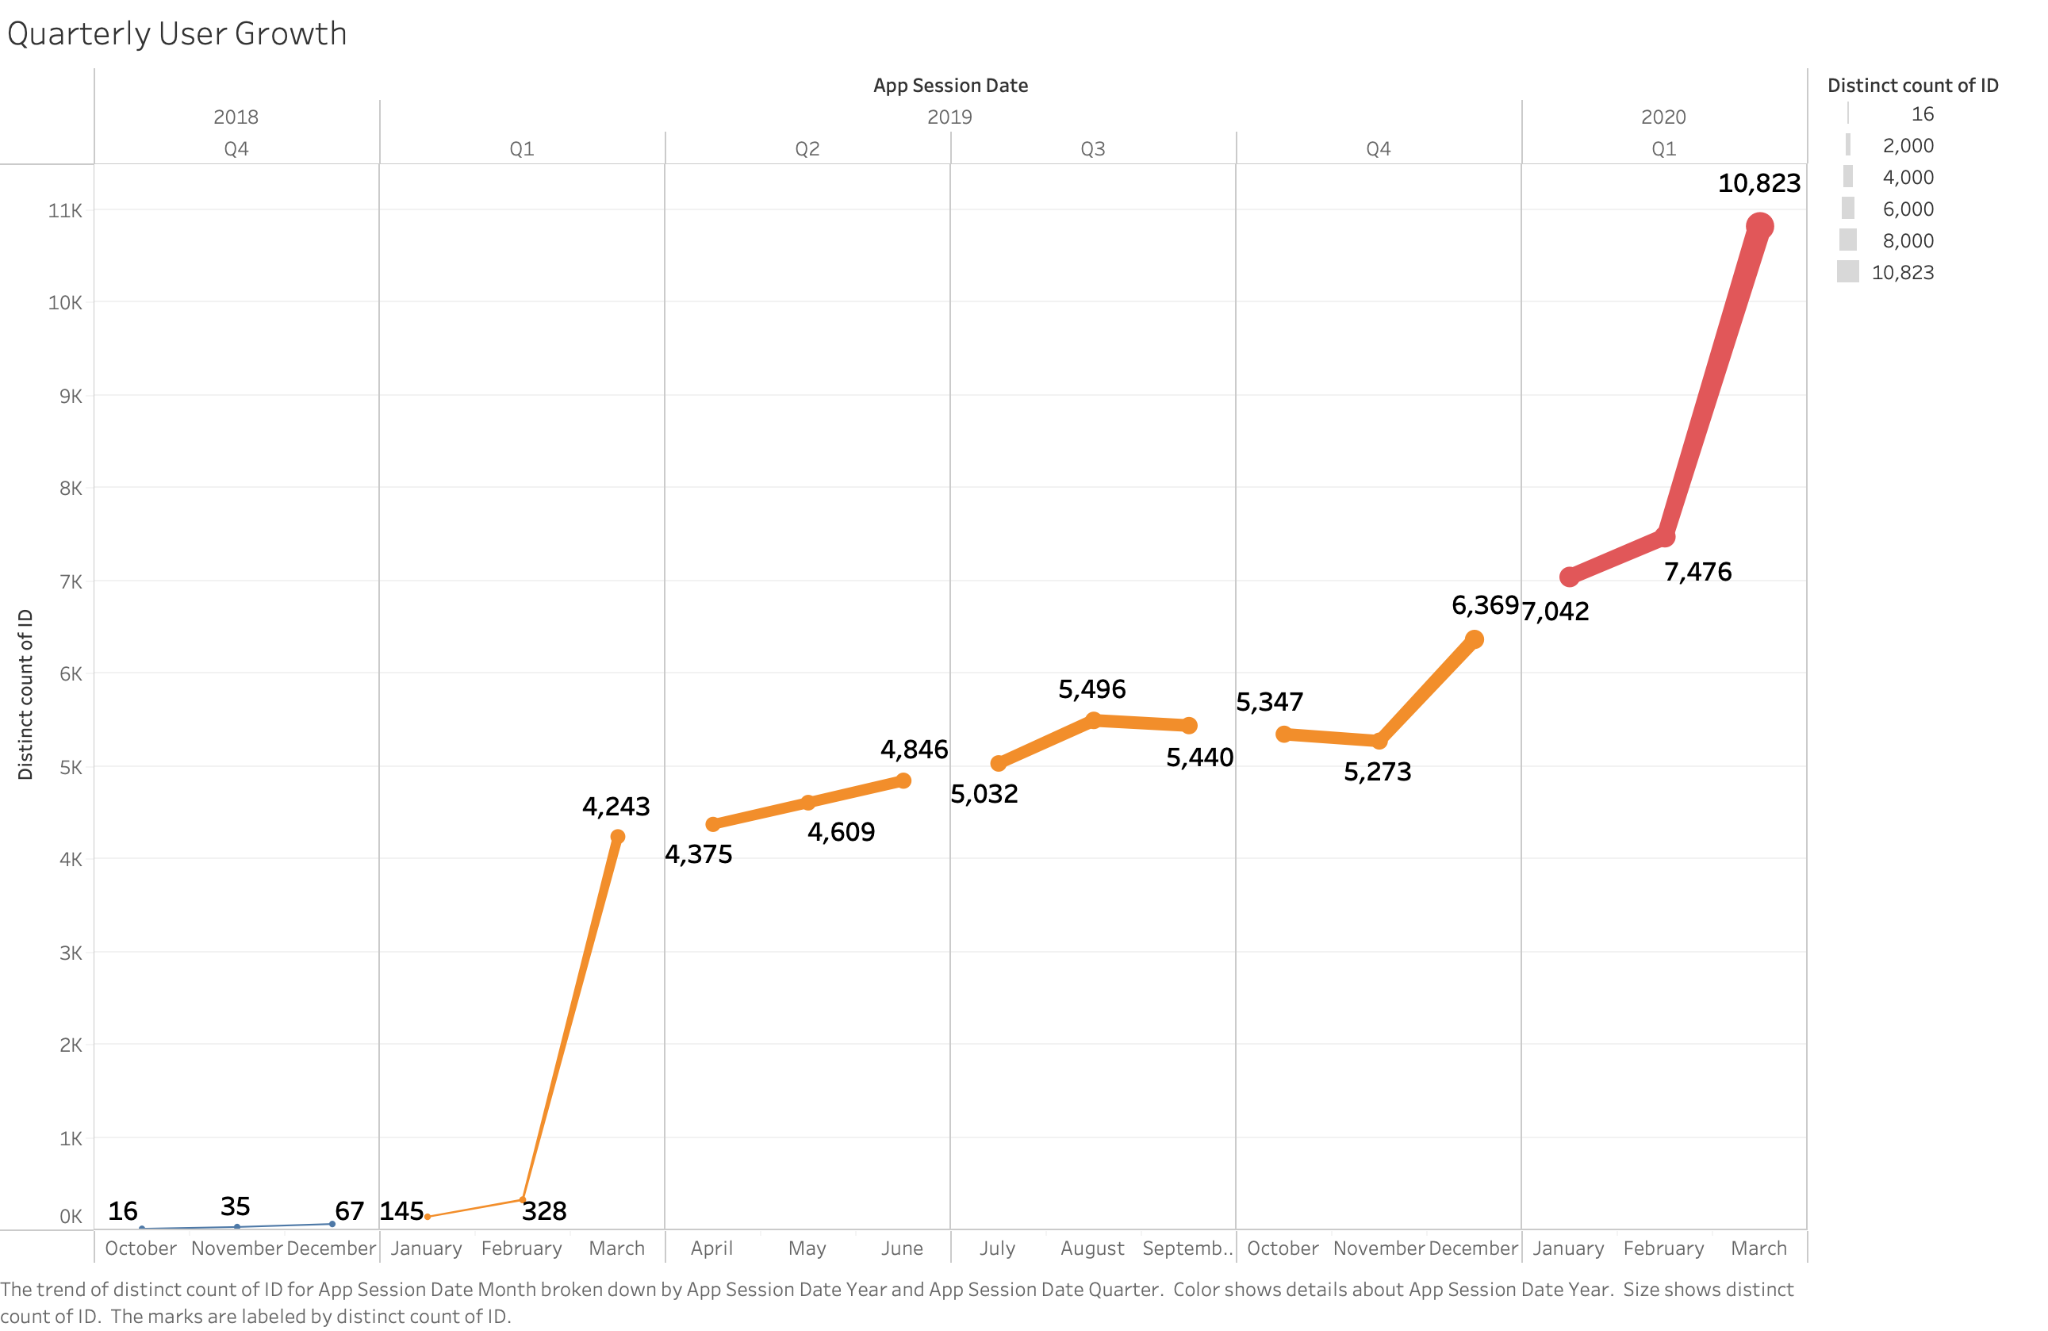 Quarterly User Growth
App Session Date
Distinct count of ID
2018
2019
2020
16
Q4
Q1
Q2
Q3
Q4
Q1
2,000
4,000
6,000
8,000
10,823
11K
10K
9K
8K
7K
6K
5K
4K
3K
2K
1K
0K
Distinct count of ID
16
35
67
145
328
4,243
4,375
4,609
4,846
5,032
5,496
5,440
5,347
5,273
6,369
7,042
7,476
10,823
October
November
December
January
February
March
April
May
June
July
August
Septemb..
October
November
December
January
February
March
The trend of distinct count of ID for App Session Date Month broken down by App Session Date Year and App Session Date Quarter.  Color shows details about App Session Date Year.  Size shows distinct
count of ID.  The marks are labeled by distinct count of ID.